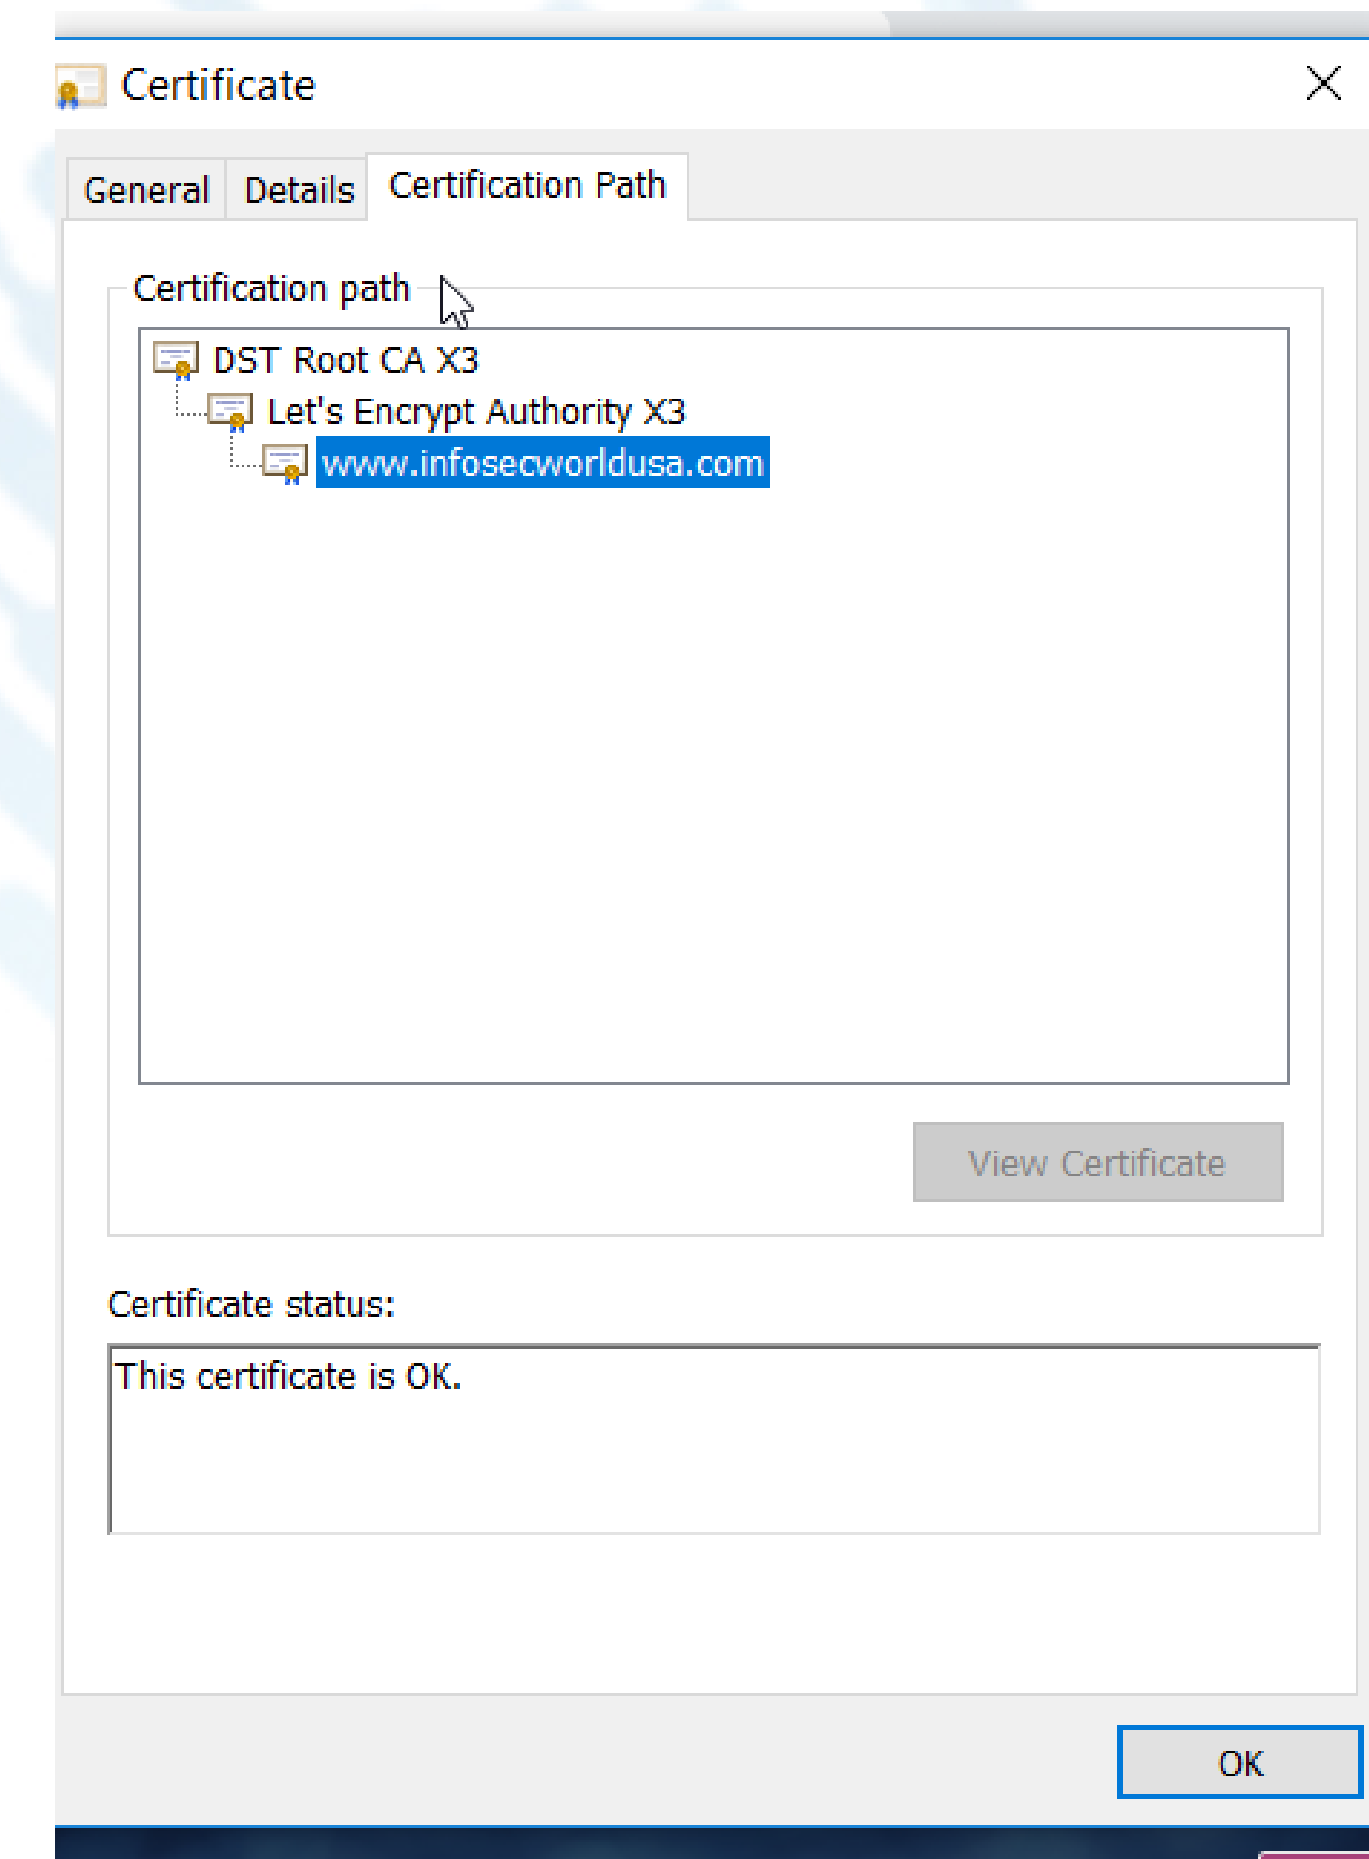 Certificate
General Details Certification Path
Certification path
DST Root CA X3
Let's Encrypt Authority X3
www.infosecworldusa.com
View Certificate
Certificate status:
This certificate is OK.
OK